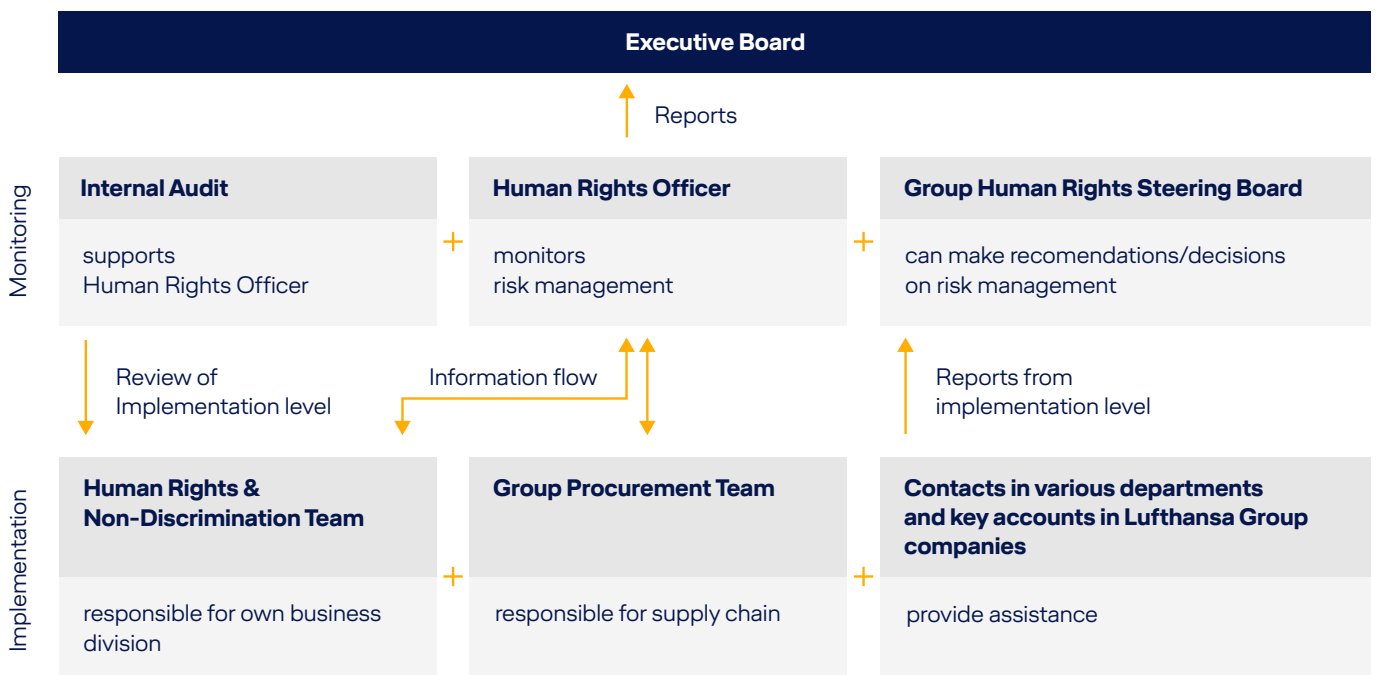 Executive Board
Reports
Monitoring
Internal Audit
supports
Human Rights Officer
+
Human Rights Officer
monitors
risk management
+
Group Human Rights Steering Board
can make recomendations/decisions
on risk management
Review of
Implementation level
Information flow
Reports from
implementation level
Implementation
Human Rights &
Non-Discrimination Team
responsible for own business
division
+
Group Procurement Team
responsible for supply chain
+
Contacts in various departments
and key accounts in Lufthansa Group
companies
provide assistance